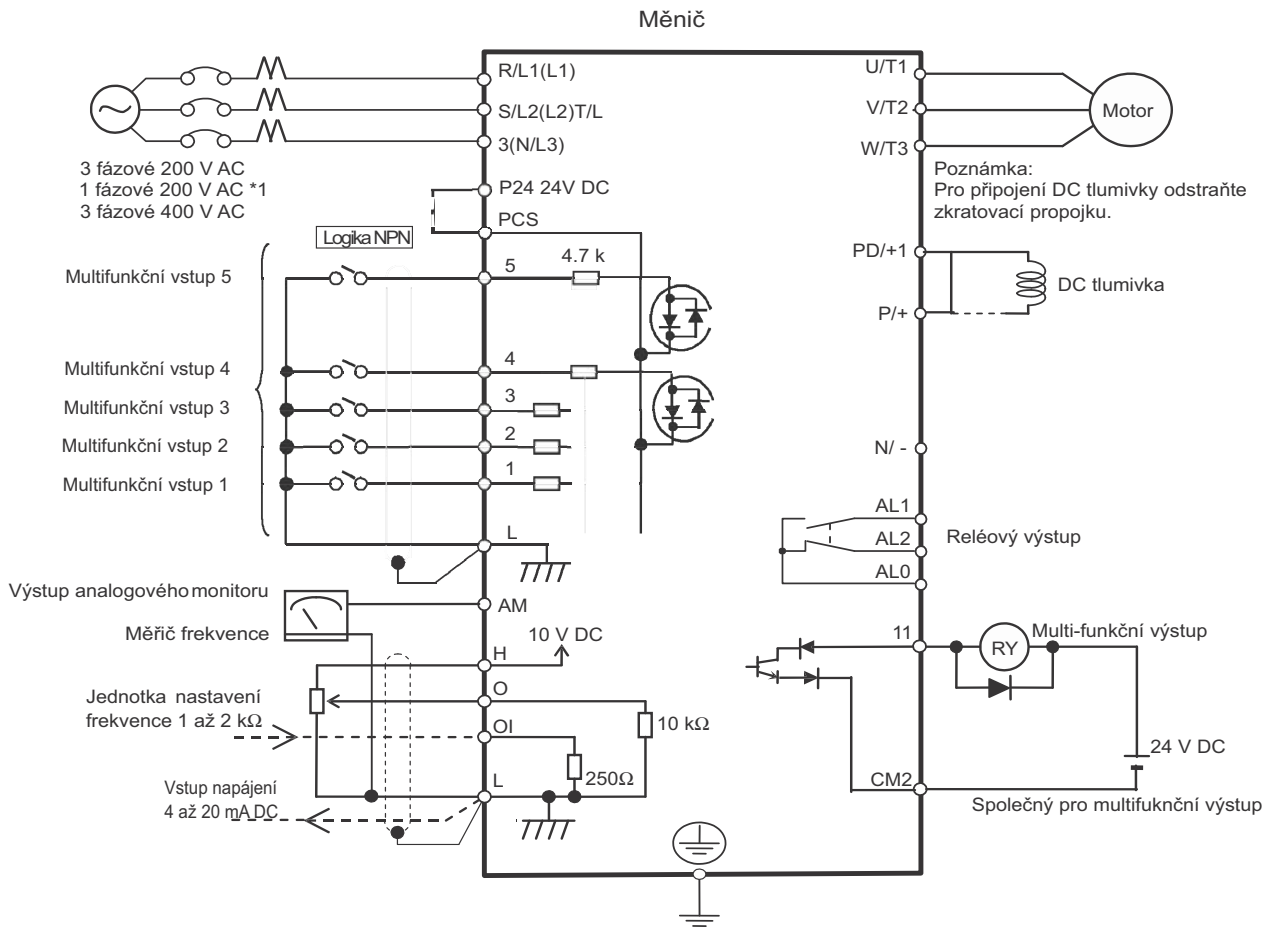 Měnič
R/L1(L1)
S/L2(L2)T/L
3(N/L3)
3 fázové 200 V AC
1 fázové 200 V AC *1
3 fázové 400 V AC
P24 24V DC
PCS
Logika NPN
Multifunkční vstup 5
5
4.7 k
Multifunkční vstup 4
4
Multifunkční vstup 3
3
Multifunkční vstup 2
2
Multifunkční vstup 1
1
L
Výstup analogového monitoru
AM
Měřič frekvence
10 V DC
H
Jednotka nastavení
frekvence 1 až 2 kΩ
O
10 kΩ
OI
250Ω
Vstup napájení
4 až 20 mA DC
L
U/T1
V/T2
W/T3
Motor
Poznámka:
Pro připojení DC tlumivky odstraňte
zkratovací propojku.
PD/+1
DC tlumivka
P/+
N/ -
AL1
AL2
Reléový výstup
AL0
11
RY
Multi-funkční výstup
24 V DC
CM2
Společný pro multifuknční výstup